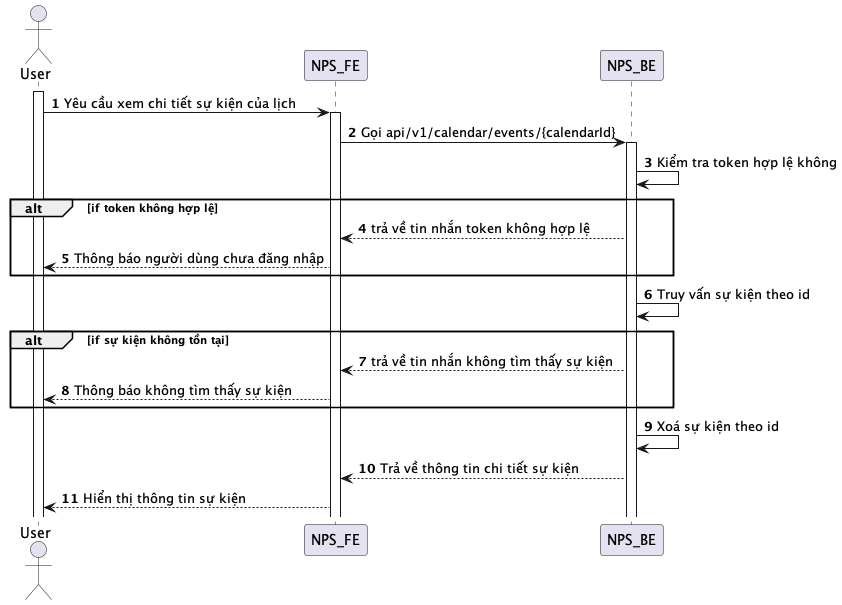 User
NPS_FE
NPS_BE
1 Yêu cầu xem chi tiết sự kiện của lịch
2 Gọi api/v1/calendar/events/{calendarId}
3 Kiểm tra token hợp lệ không
alt [if token không hợp lệ]
4 trả về tin nhắn token không hợp lệ
5 Thông báo người dùng chưa đăng nhập
6 Truy vấn sự kiện theo id
alt [if sự kiện không tồn tại]
7 trả về tin nhắn không tìm thấy sự kiện
8 Thông báo không tìm thấy sự kiện
9 Xoá sự kiện theo id
10 Trả về thông tin chi tiết sự kiện
11 Hiển thị thông tin sự kiện
User
NPS_FE
NPS_BE